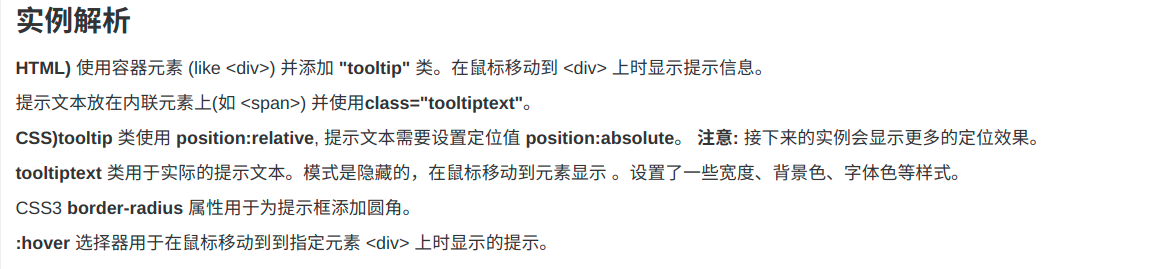 实例解析
HTML) 使用容器元素 (like <div>) 并添加 "tooltip" 类。在鼠标移动到 <div> 上时显示提示信息。
提示文本放在内联元素上(如 <span>) 并使用class="tooltiptext"。
CSS)tooltip 类使用 position:relative, 提示文本需要设置定位值 position:absolute。 注意: 接下来的实例会显示更多的定位效果。
tooltiptext 类用于实际的提示文本。模式是隐藏的，在鼠标移动到元素显示 。设置了一些宽度、背景色、字体色等样式。
CSS3 border-radius 属性用于为提示框添加圆角。
:hover 选择器用于在鼠标移动到到指定元素 <div> 上时显示的提示。